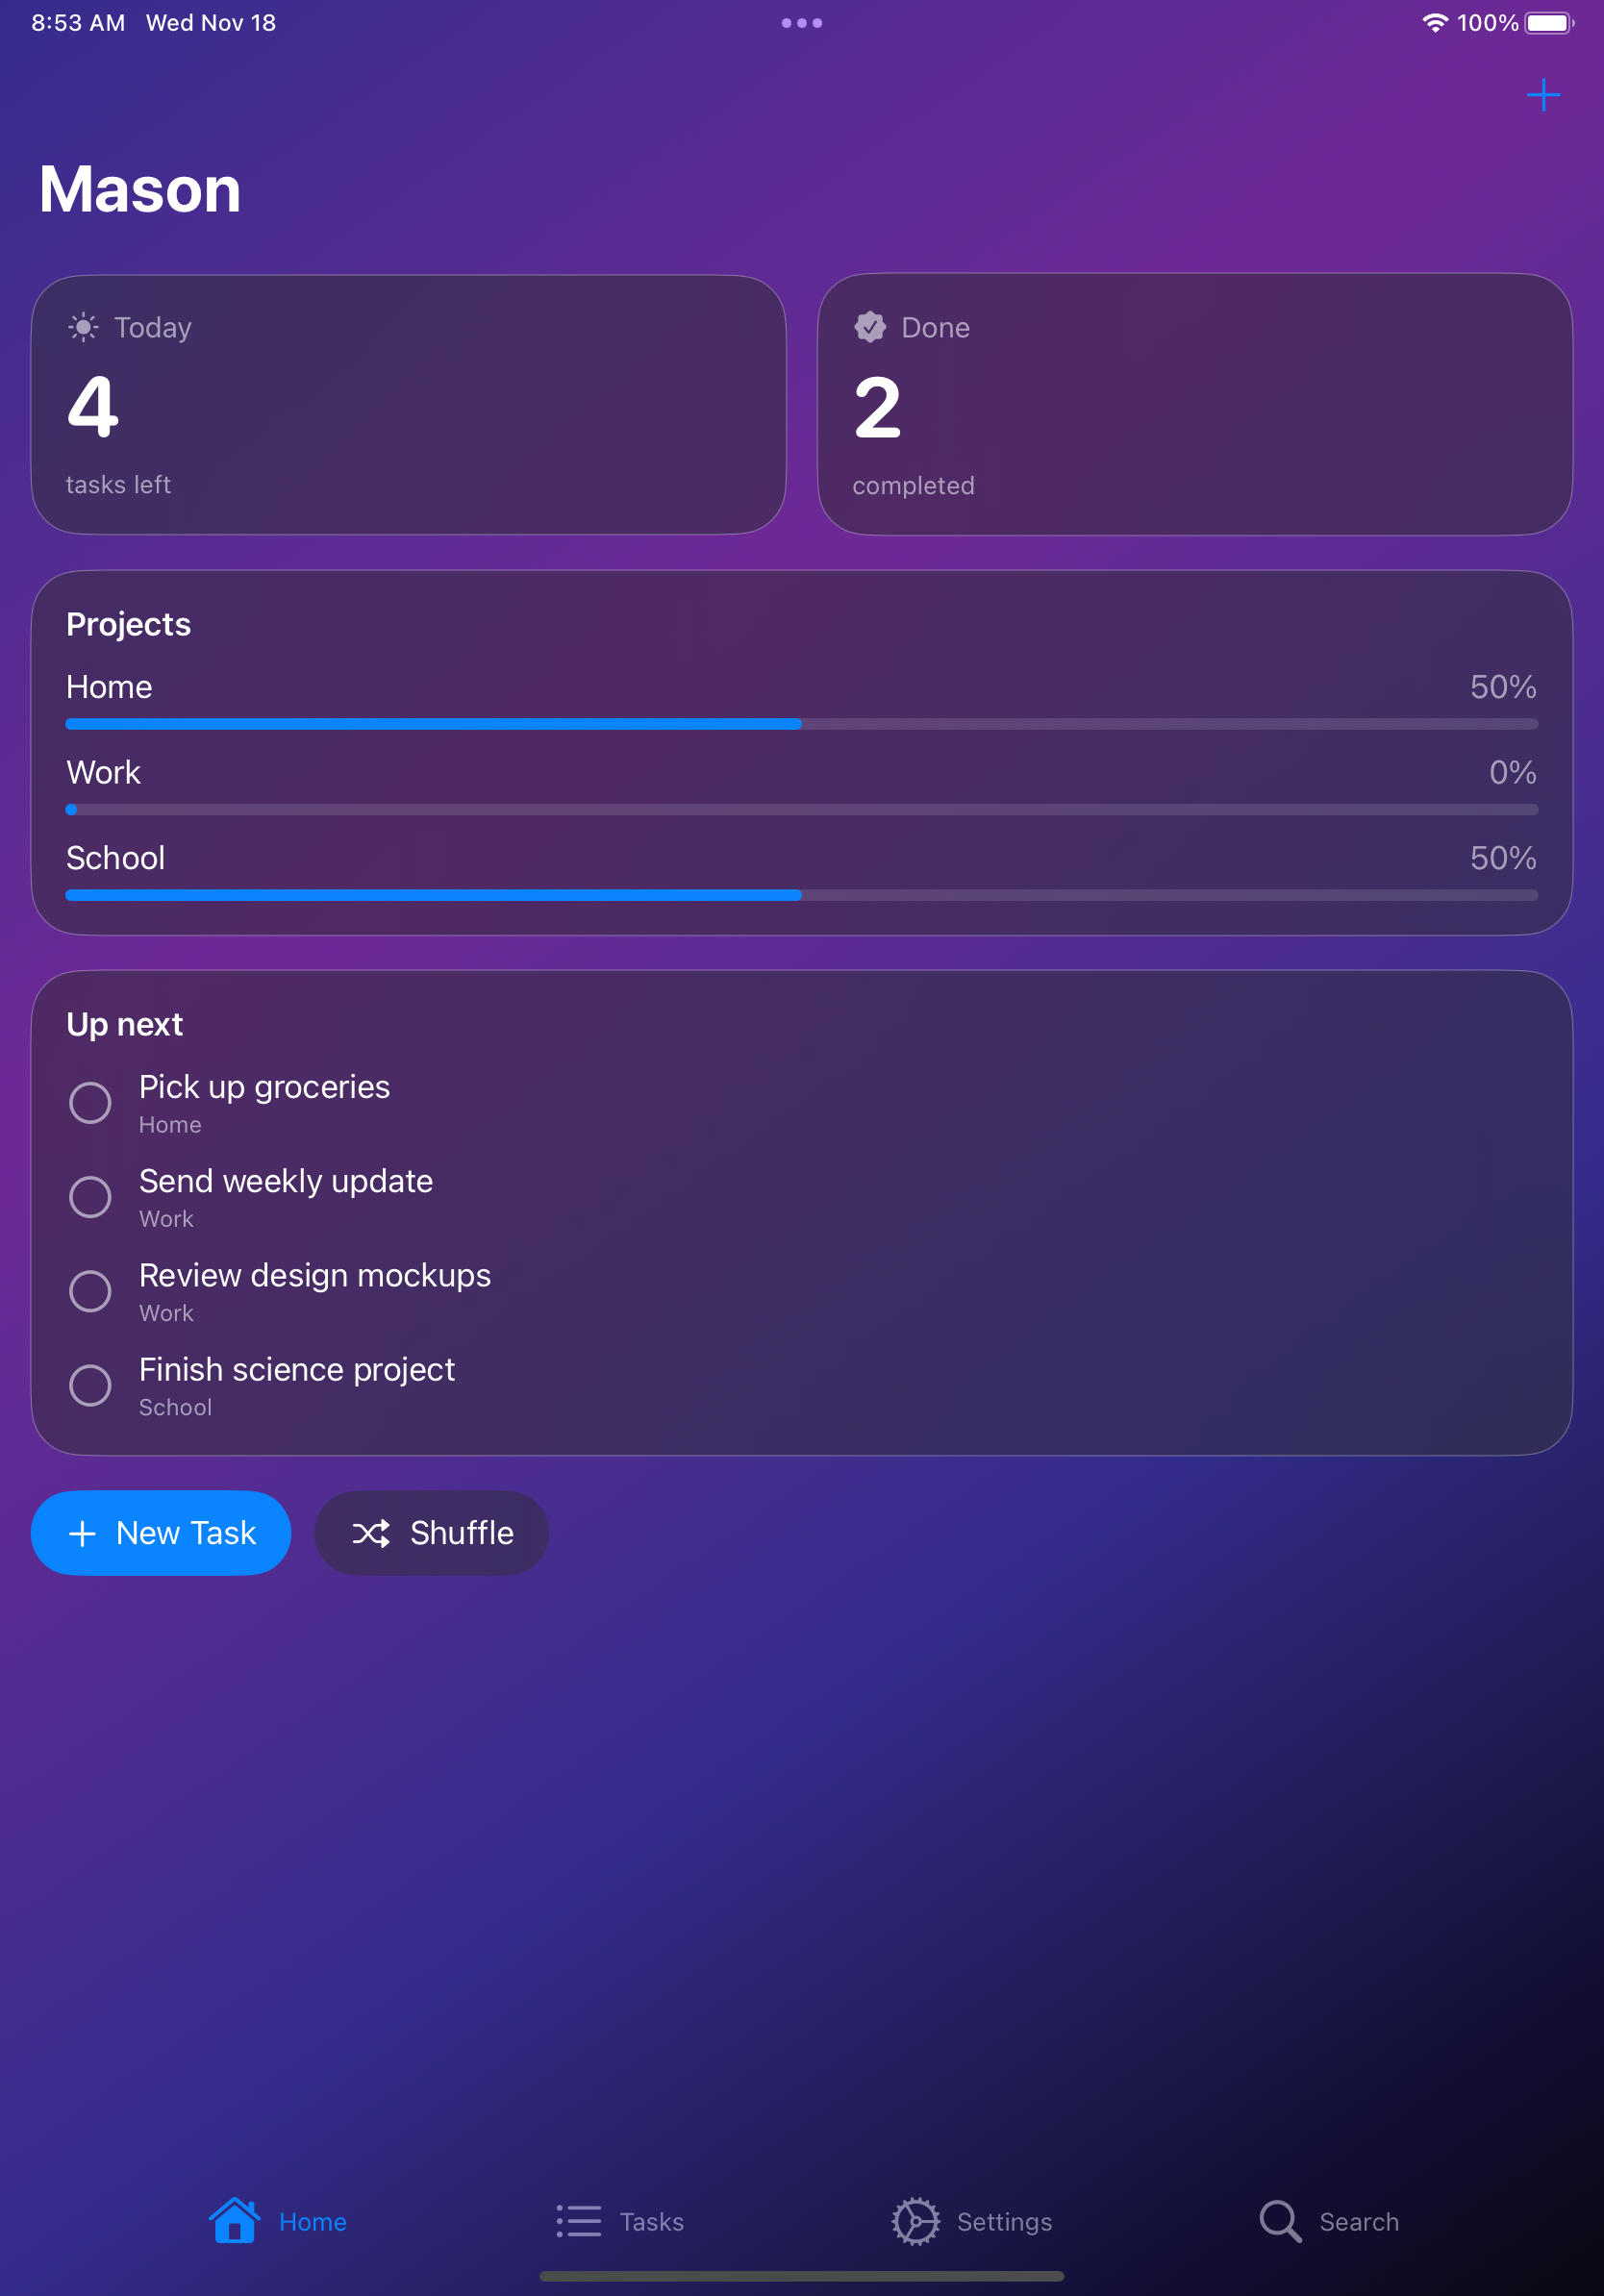 8:53 AM Wed Nov 18
100%
Mason
Today
4
tasks left
Done
2
completed
Projects
Home 50%
Work 0%
School 50%
Up next
Pick up groceries
Home
Send weekly update
Work
Review design mockups
Work
Finish science project
School
New Task
Shuffle
Home
Tasks
Settings
Search